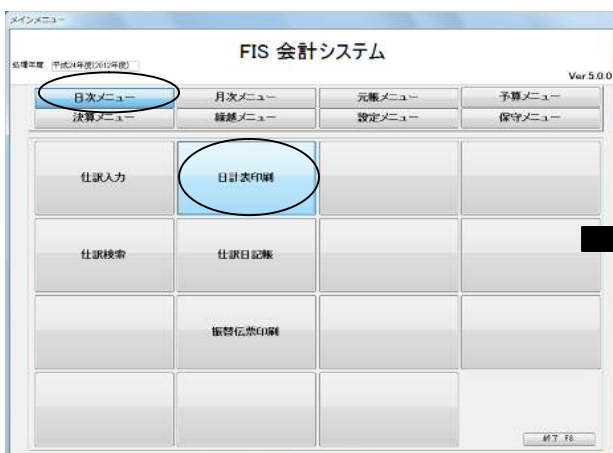 メインメニュー
FIS 会計システム
処理年度 平成24年度(2012年度)
Ver.5.0.0
日次メニュー 月次メニュー 元帳メニュー 予算メニュー
決算メニュー 繰越メニュー 設定メニュー 保守メニュー
仕訳入力 日計表印刷
仕訳検索 仕訳日記帳
振替伝票印刷
終了 F8